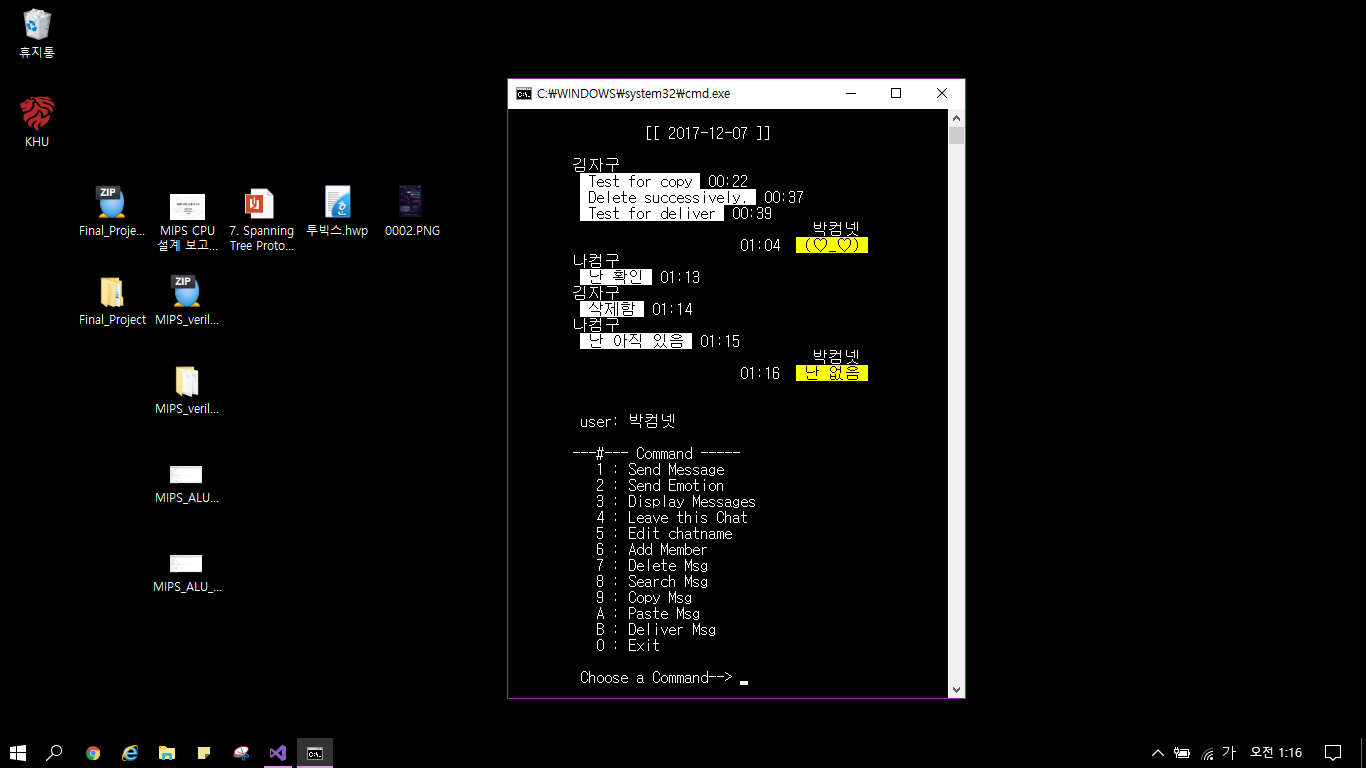 휴지통
KHU
ZIP
Final_Proje...
MIPS CPU
설계 보고...
7. Spanning
Tree Proto...
투빅스.hwp
0002.PNG
Final_Project
ZIP
MIPS_veril...
MIPS_veril...
MIPS_ALU...
MIPS_ALU_...
C:\WINDOWS\system32\cmd.exe
[[ 2017-12-07 ]]
김자구
Test for copy 00:22
Delete successively. 00:37
Test for deliver 00:39
박컴넷
01:04 (♡_♡)
나컴구
난 확인 01:13
김자구
삭제함 01:14
나컴구
난 아직 있음 01:15
박컴넷
01:16 난 없음
user: 박컴넷
---#--- Command -----
1 : Send Message
2 : Send Emotion
3 : Display Messages
4 : Leave this Chat
5 : Edit chatname
6 : Add Member
7 : Delete Msg
8 : Search Msg
9 : Copy Msg
A : Paste Msg
B : Deliver Msg
0 : Exit
Choose a Command-->
가 오전 1:16